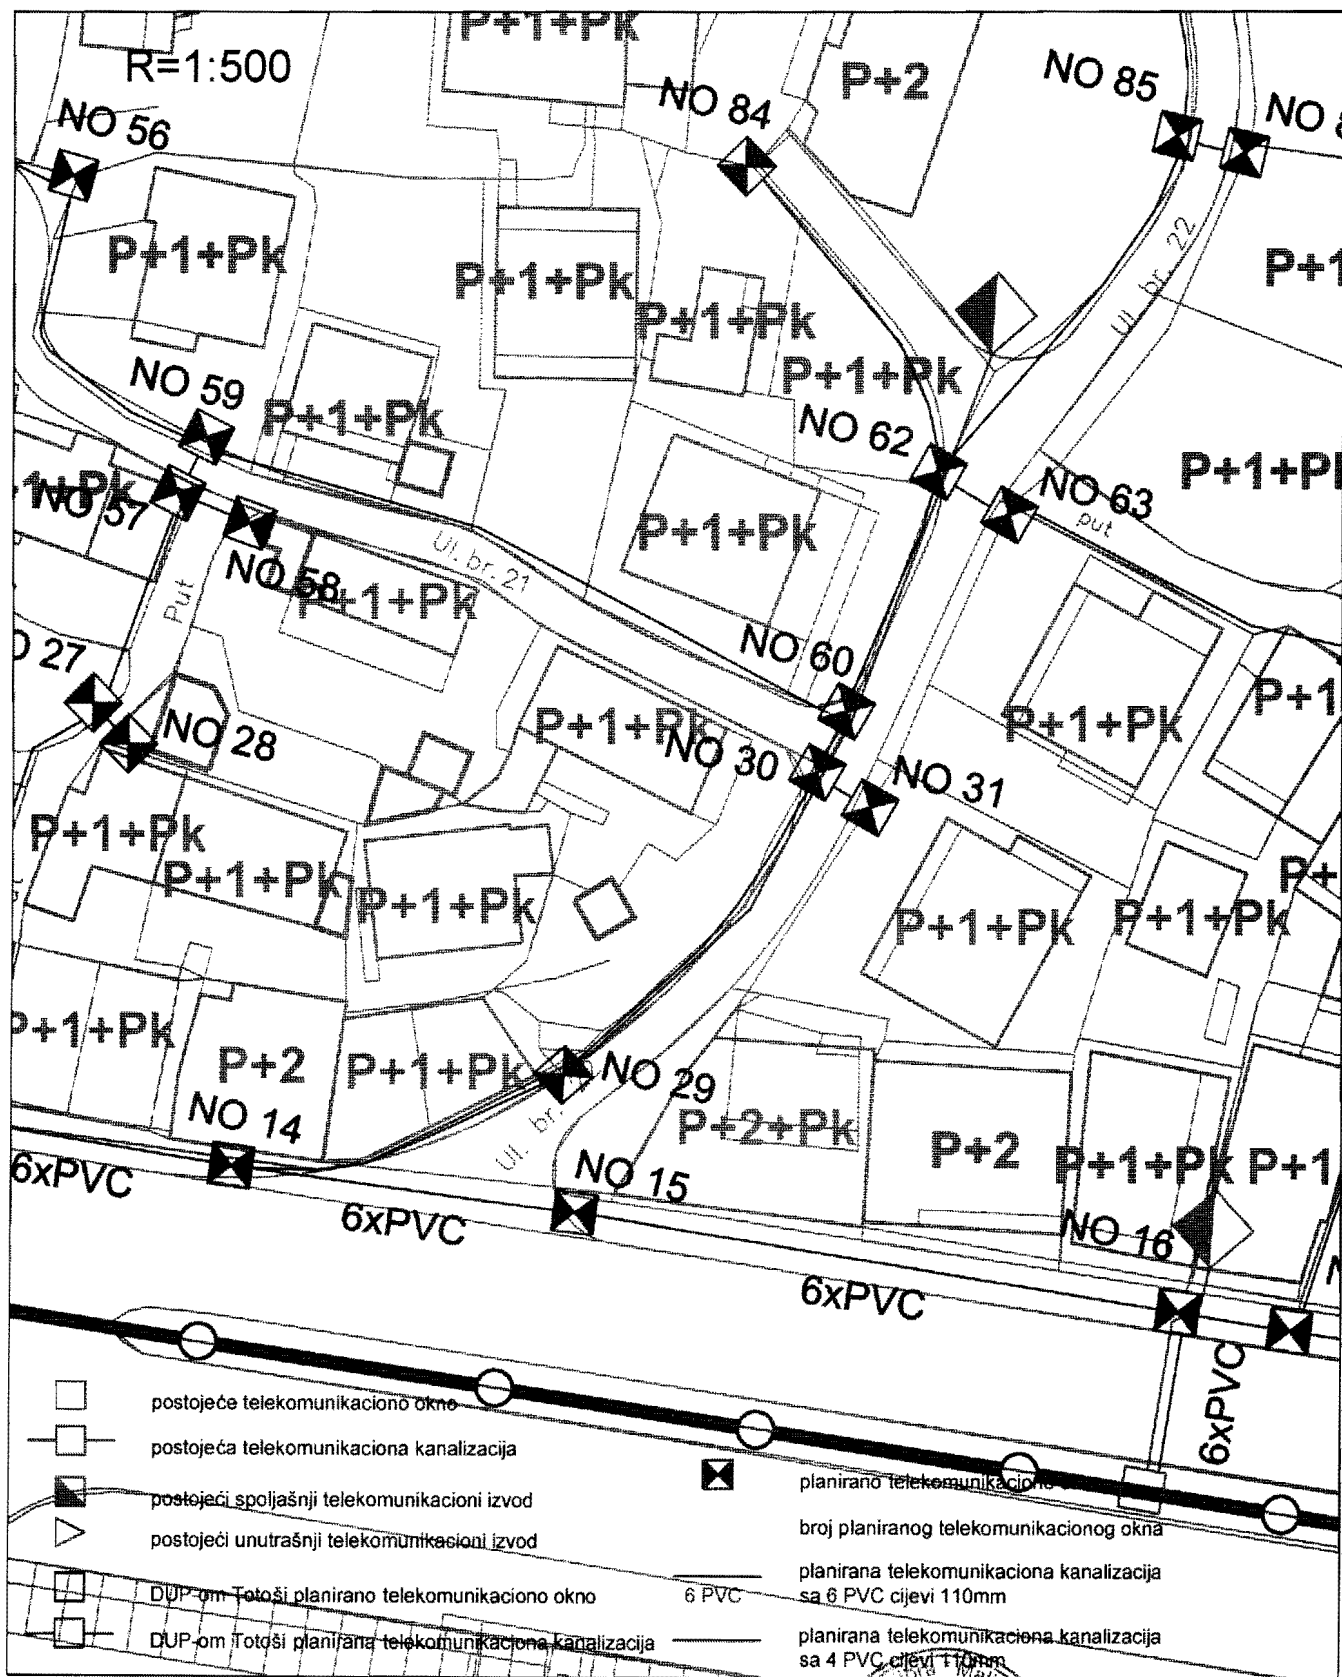 P+1+Pk
R=1:500
P+2
NO 85
NO 84
NO 56
Ul. br. 22
P+1+Pk
P+1+Pk
P+1
P+1+Pk
P+1+Pk
NO 59
P+1+Pk
NO 62
P+1+Pk
NO 57
NO 63
put
P+1+Pk
Ul. br. 21
NO 58
P+1+Pk
Put
NO 60
27
P+1
P+1+Pk
P+1+Pk
NO 28
NO 30
NO 31
P+1+Pk
P+1+Pk
P+1+Pk
P+
P+1+Pk
P+1+Pk
P+1+Pk
P+2
P+1+Pk
NO 29
NO 14
Ul. br.
P+2+Pk
P+2
P+1+Pk
P+1
6xPVC
NO 15
6xPVC
NO 16
6xPVC
6xPVC
postojeće telekomunikaciono okno
postojeća telekomunikaciona kanalizacija
postojeći spoljašnji telekomunikacioni izvod
postojeći unutrašnji telekomunikacioni izvod
DUP-om Totoši planirano telekomunikaciono okno
DUP-om Totoši planirana telekomunikaciona kanalizacija
planirano telekomunikaciono
broj planiranog telekomunikacionog okna
planirana telekomunikaciona kanalizacija
6 PVC sa 6 PVC cijevi 110mm
planirana telekomunikaciona kanalizacija
sa 4 PVC cijevi 110mm